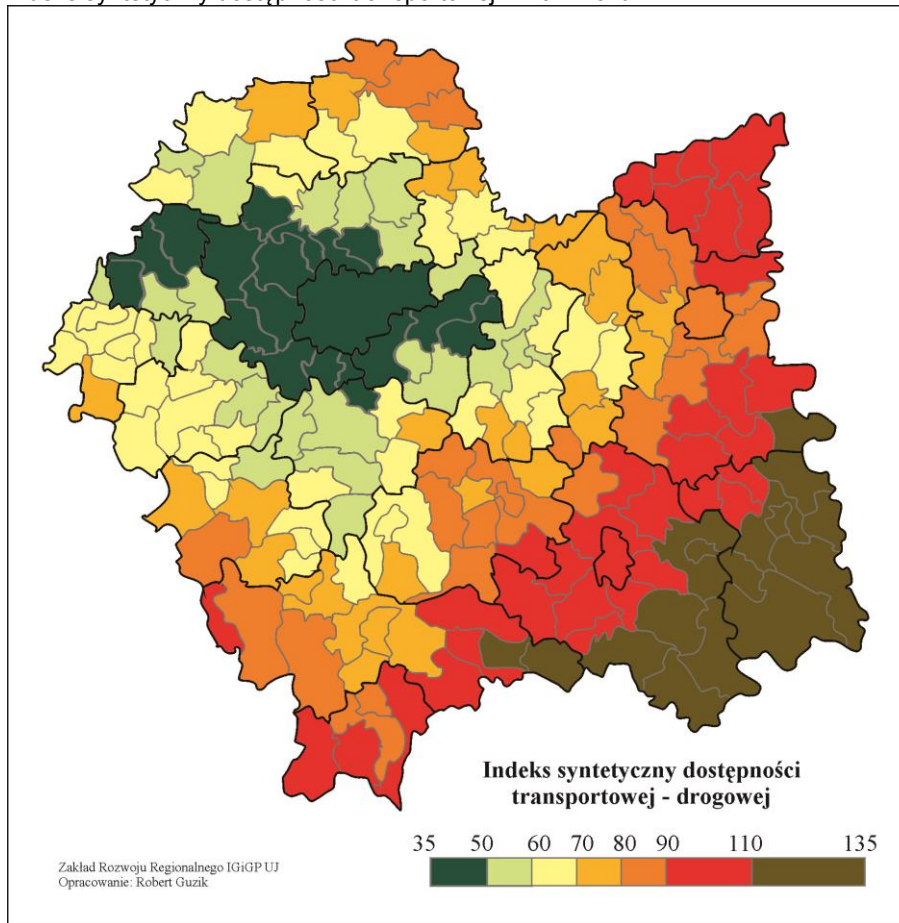 Indeks syntetyczny dostępności
transportowej - drogowej
35 50 60 70 80 90 110 135
Zakład Rozwoju Regionalnego IGiGP UJ
Opracowanie: Robert Guzik